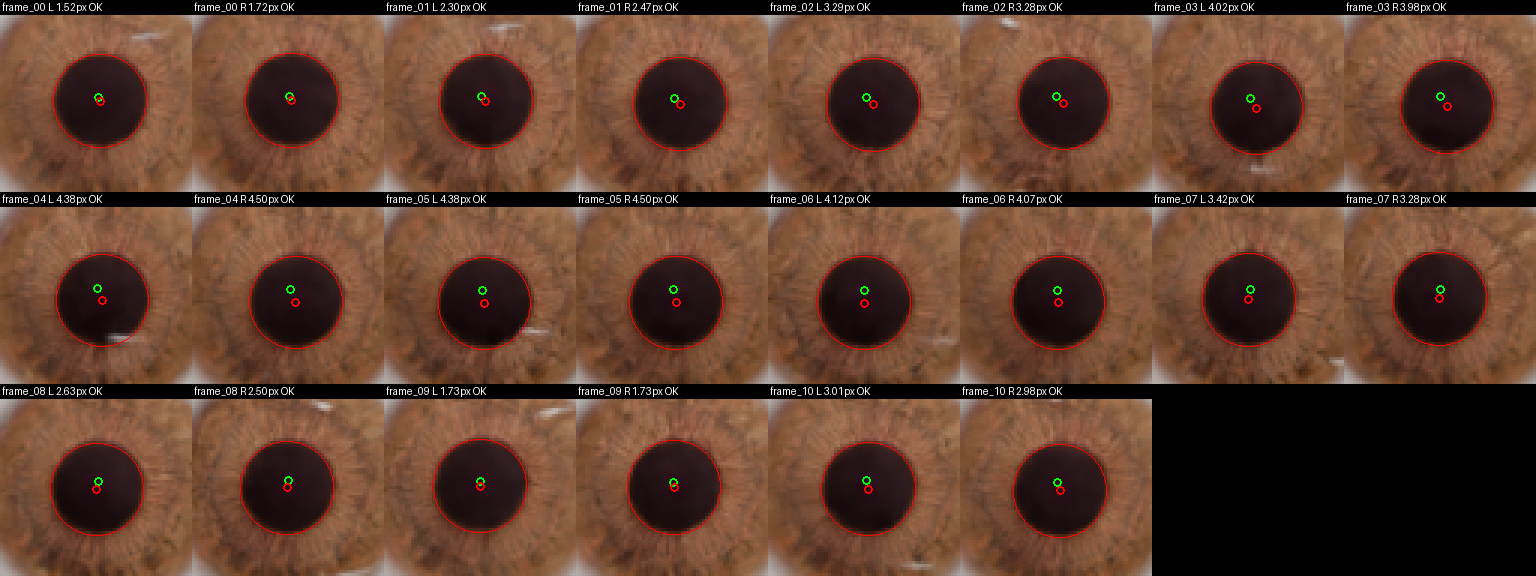 frame_00 L 1.52px OK
frame_00 R 1.72px OK
frame_01 L 2.30px OK
frame_01 R 2.47px OK
frame_02 L 3.29px OK
frame_02 R 3.28px OK
frame_03 L 4.02px OK
frame_03 R 3.98px OK
frame_04 L 4.38px OK
frame_04 R 4.50px OK
frame_05 L 4.38px OK
frame_05 R 4.50px OK
frame_06 L 4.12px OK
frame_06 R 4.07px OK
frame_07 L 3.42px OK
frame_07 R 3.28px OK
frame_08 L 2.63px OK
frame_08 R 2.50px OK
frame_09 L 1.73px OK
frame_09 R 1.73px OK
frame_10 L 3.01px OK
frame_10 R 2.98px OK